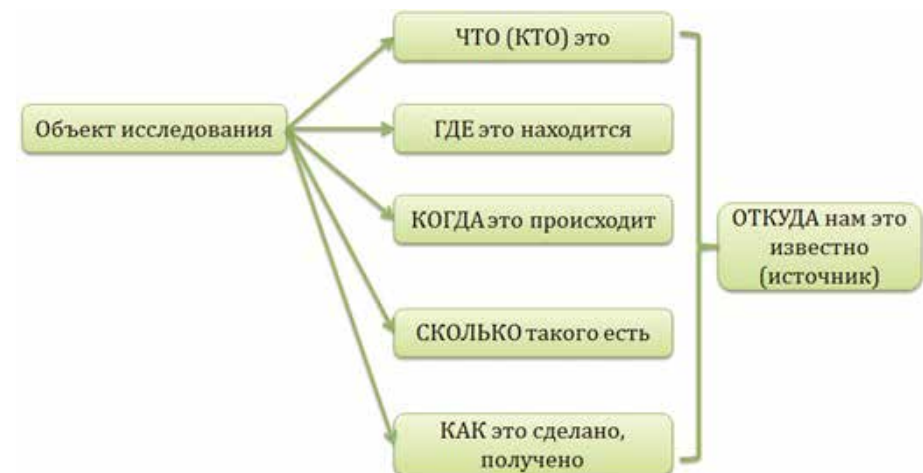 Объект исследования
ЧТО (КТО) это
ГДЕ это находится
КОГДА это происходит
СКОЛЬКО такого есть
КАК это сделано,
получено
ОТКУДА нам это
известно
(источник)